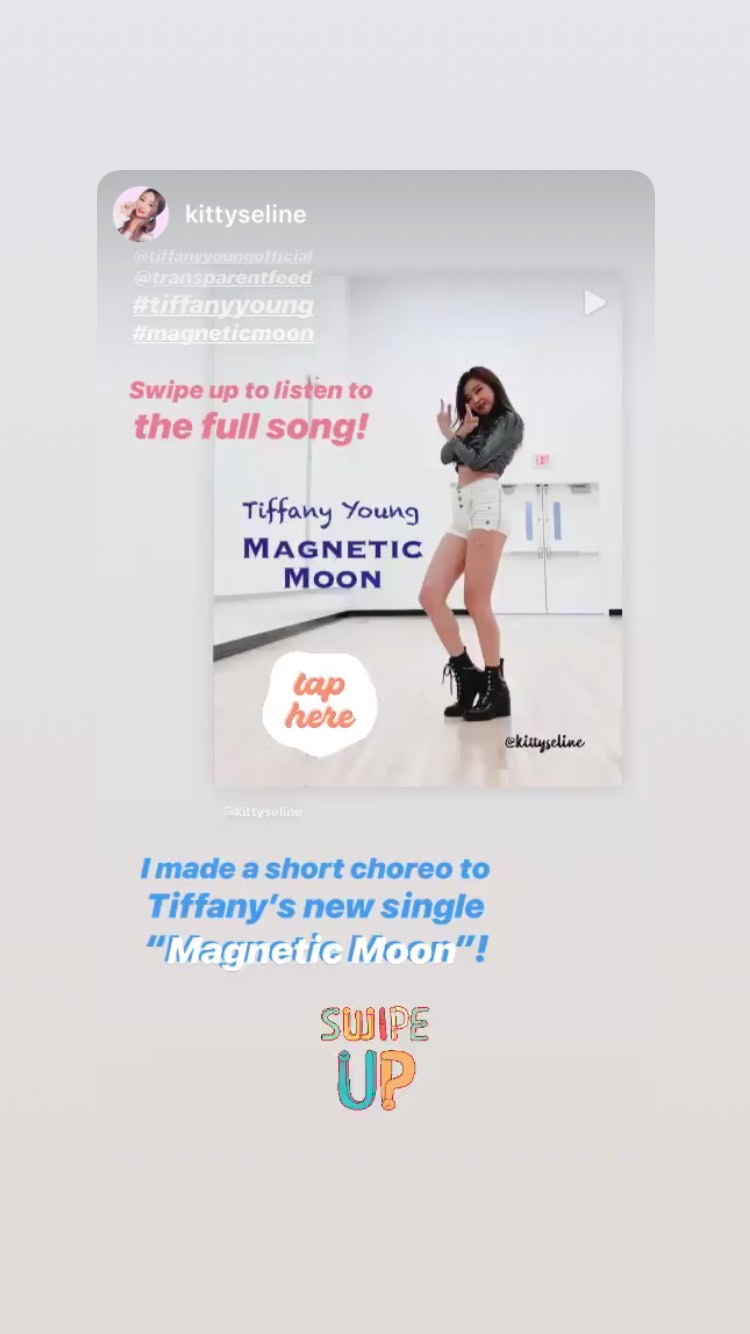 kittyseline
@tiffanyyoungofficial
@transparentfeed
#tiffanyyoung
#magneticmoon
Swipe up to listen to
the full song!
Tiffany Young
MAGNETIC
MOON
tap
here
@kittyseline
@kittyseline
I made a short choreo to
Tiffany's new single
“Magnetic Moon”!
SWIPE
UP